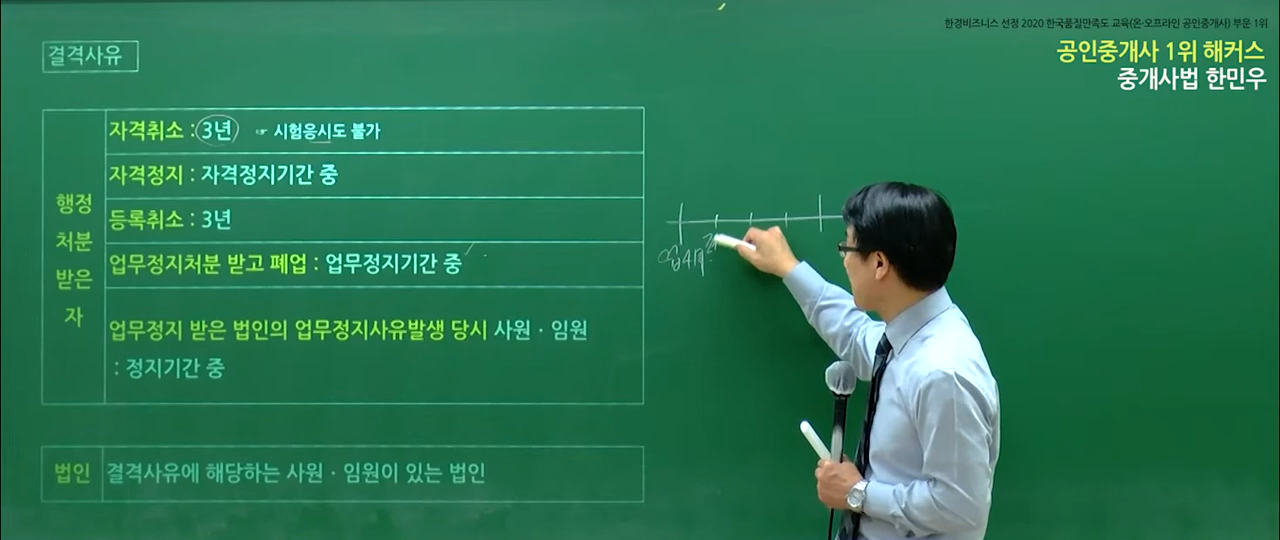 한경비즈니스 선정 2020 한국품질만족도 교육(온·오프라인 공인중개사) 부문 1위
공인중개사 1위 해커스
중개사법 한민우
결격사유
행정
처분
받은
자
자격취소 : 3년 ☞ 시험응시도 불가
자격정지 : 자격정지기간 중
등록취소 : 3년
업무정지처분 받고 폐업 : 업무정지기간 중
업무정지 받은 법인의 업무정지사유발생 당시 사원 · 임원
: 정지기간 중
법인 결격사유에 해당하는 사원 · 임원이 있는 법인